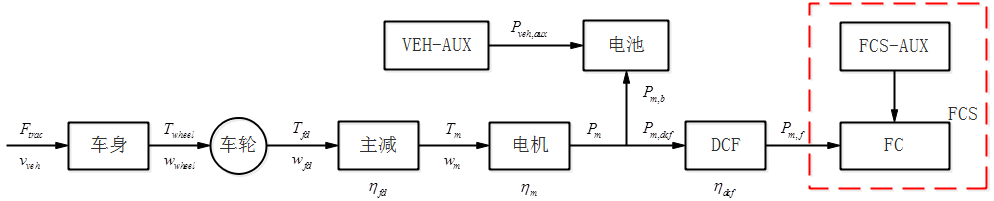 VEH-AUX
P_veh,aux
电池
FCS-AUX
P_m,b
FCS
F_trac
v_veh
车身
T_wheel
w_wheel
车轮
T_fd
w_fd
主减
η_fd
T_m
w_m
电机
η_m
P_m
P_m,dcf
DCF
η_dcf
P_m,f
FC